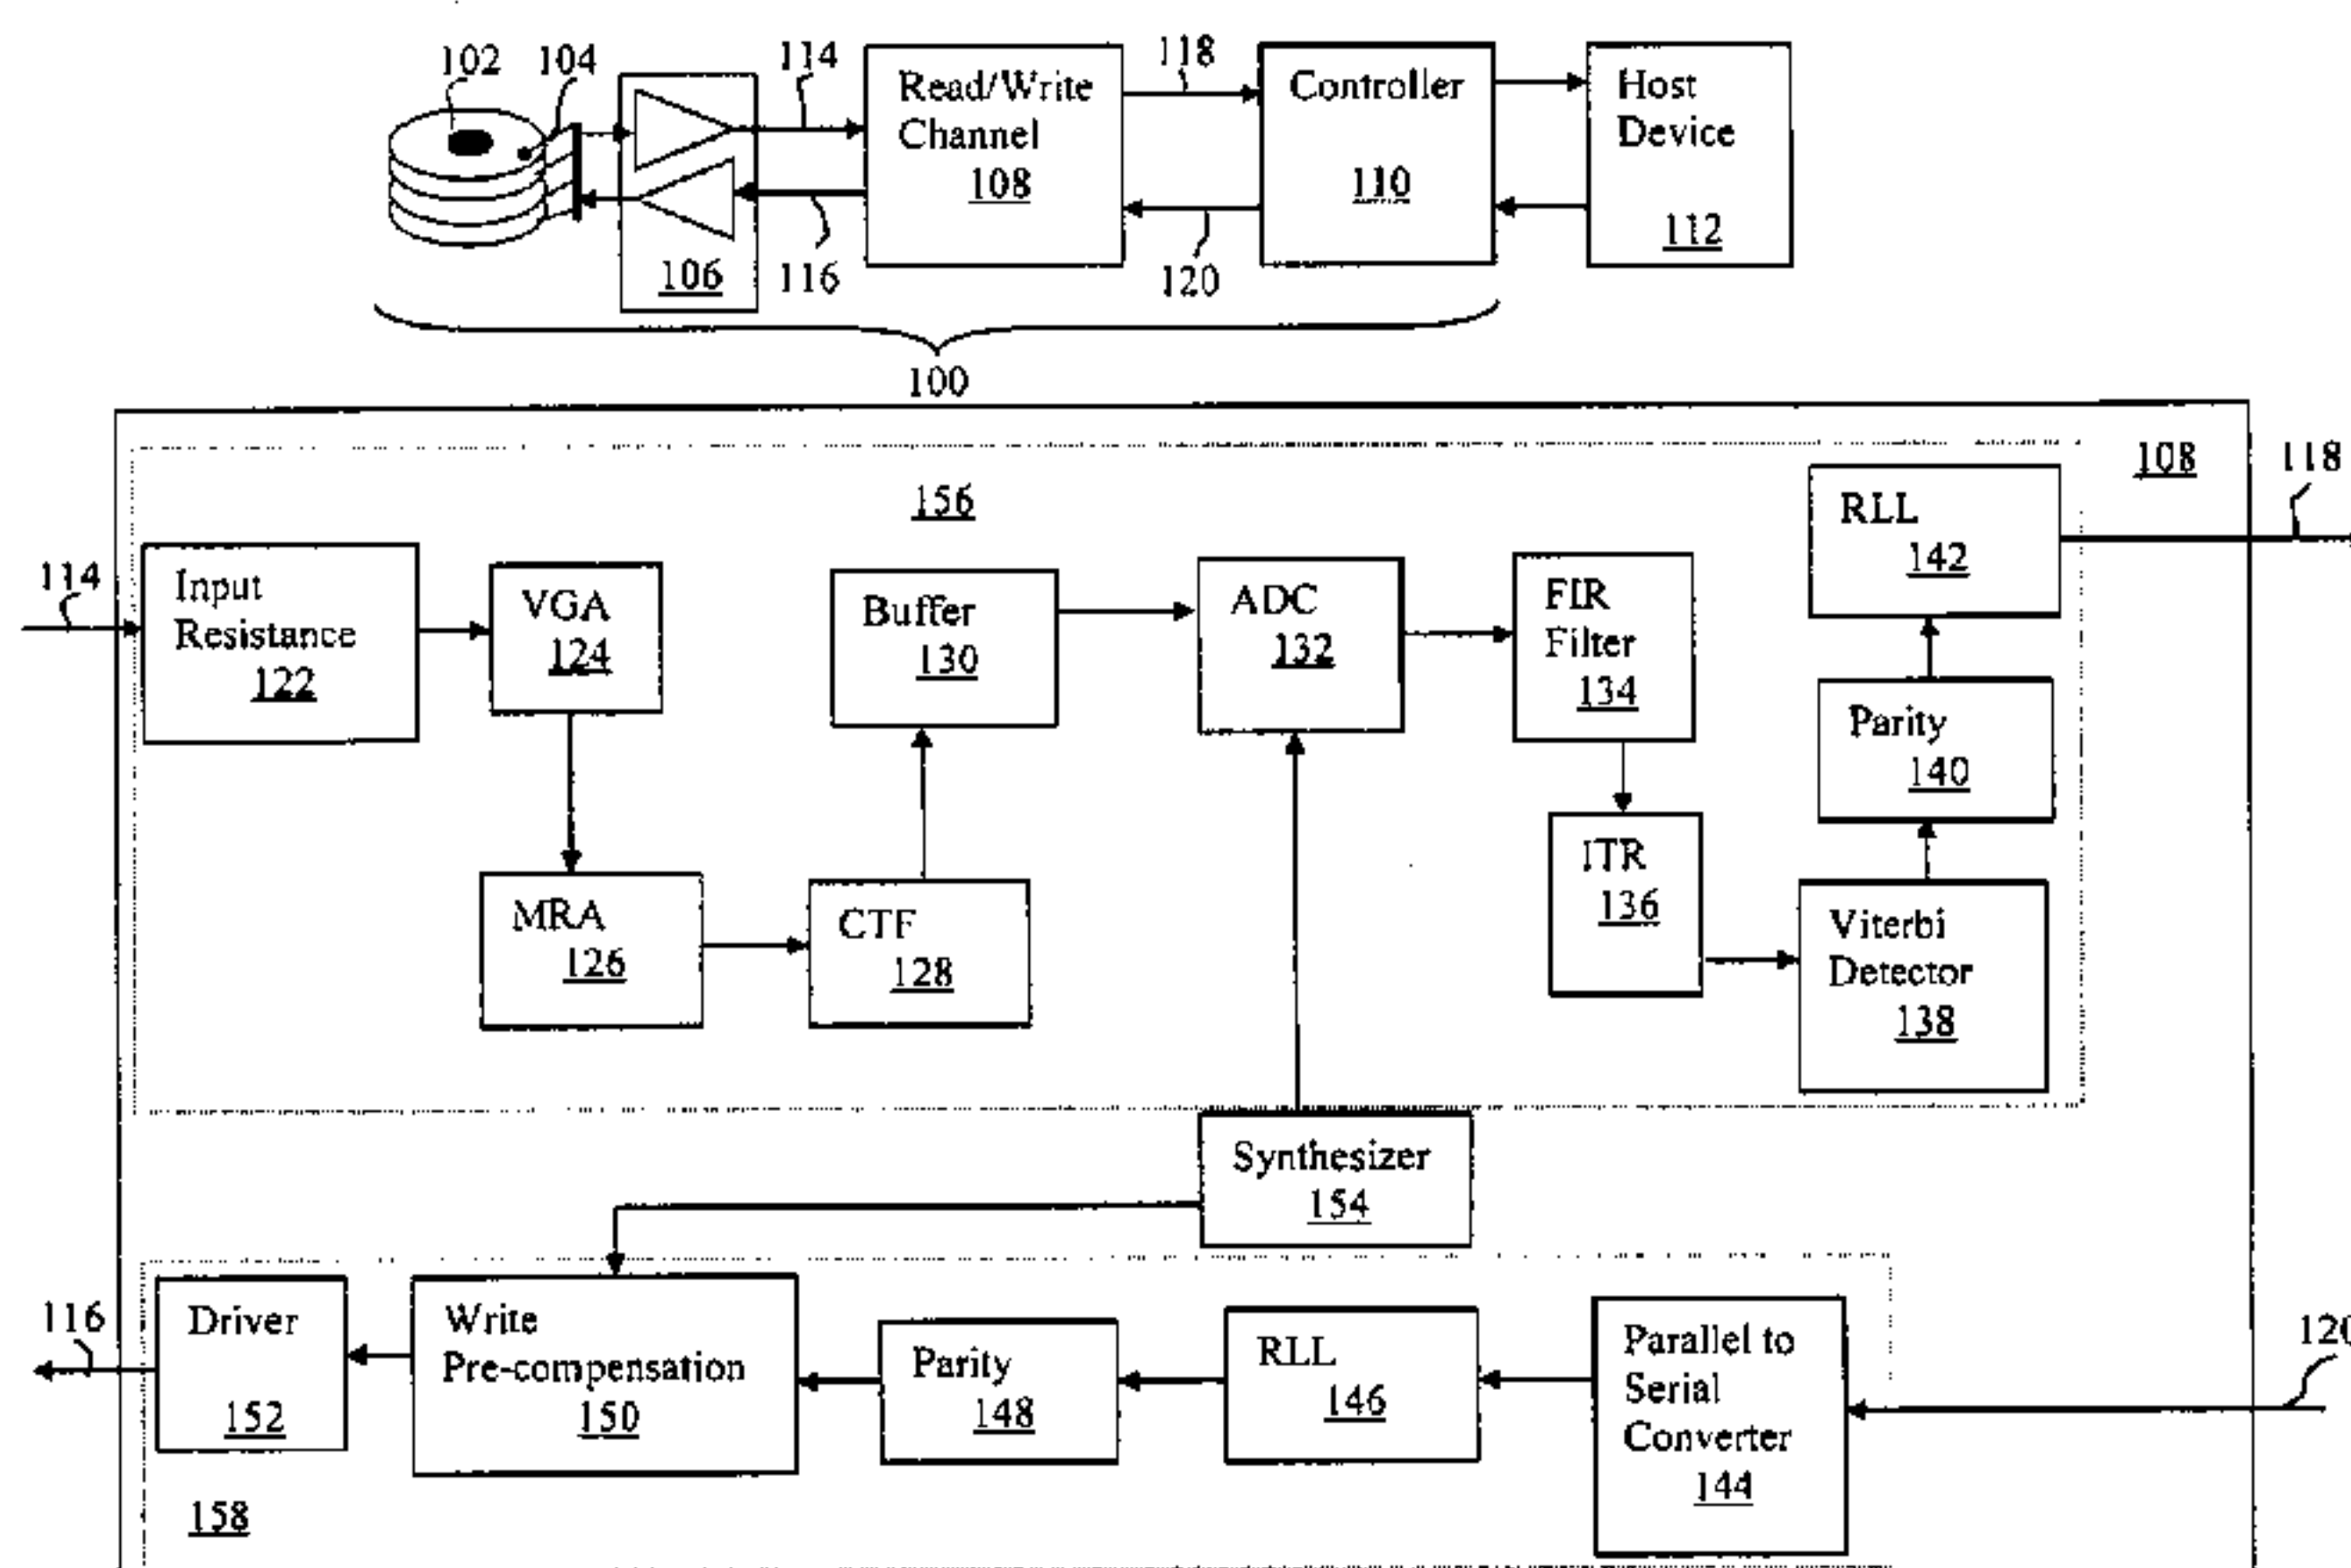 102
104
114
118
Read/Write
Channel
108
Controller
110
Host
Device
112
106
116
120
100
108
118
156
114
Input
Resistance
122
VGA
124
Buffer
130
ADC
132
FIR
Filter
134
RLL
142
Parity
140
MRA
126
CTF
128
ITR
136
Viterbi
Detector
138
Synthesizer
154
116
Driver
152
Write
Pre-compensation
150
Parity
148
RLL
146
Parallel to
Serial
Converter
144
120
158